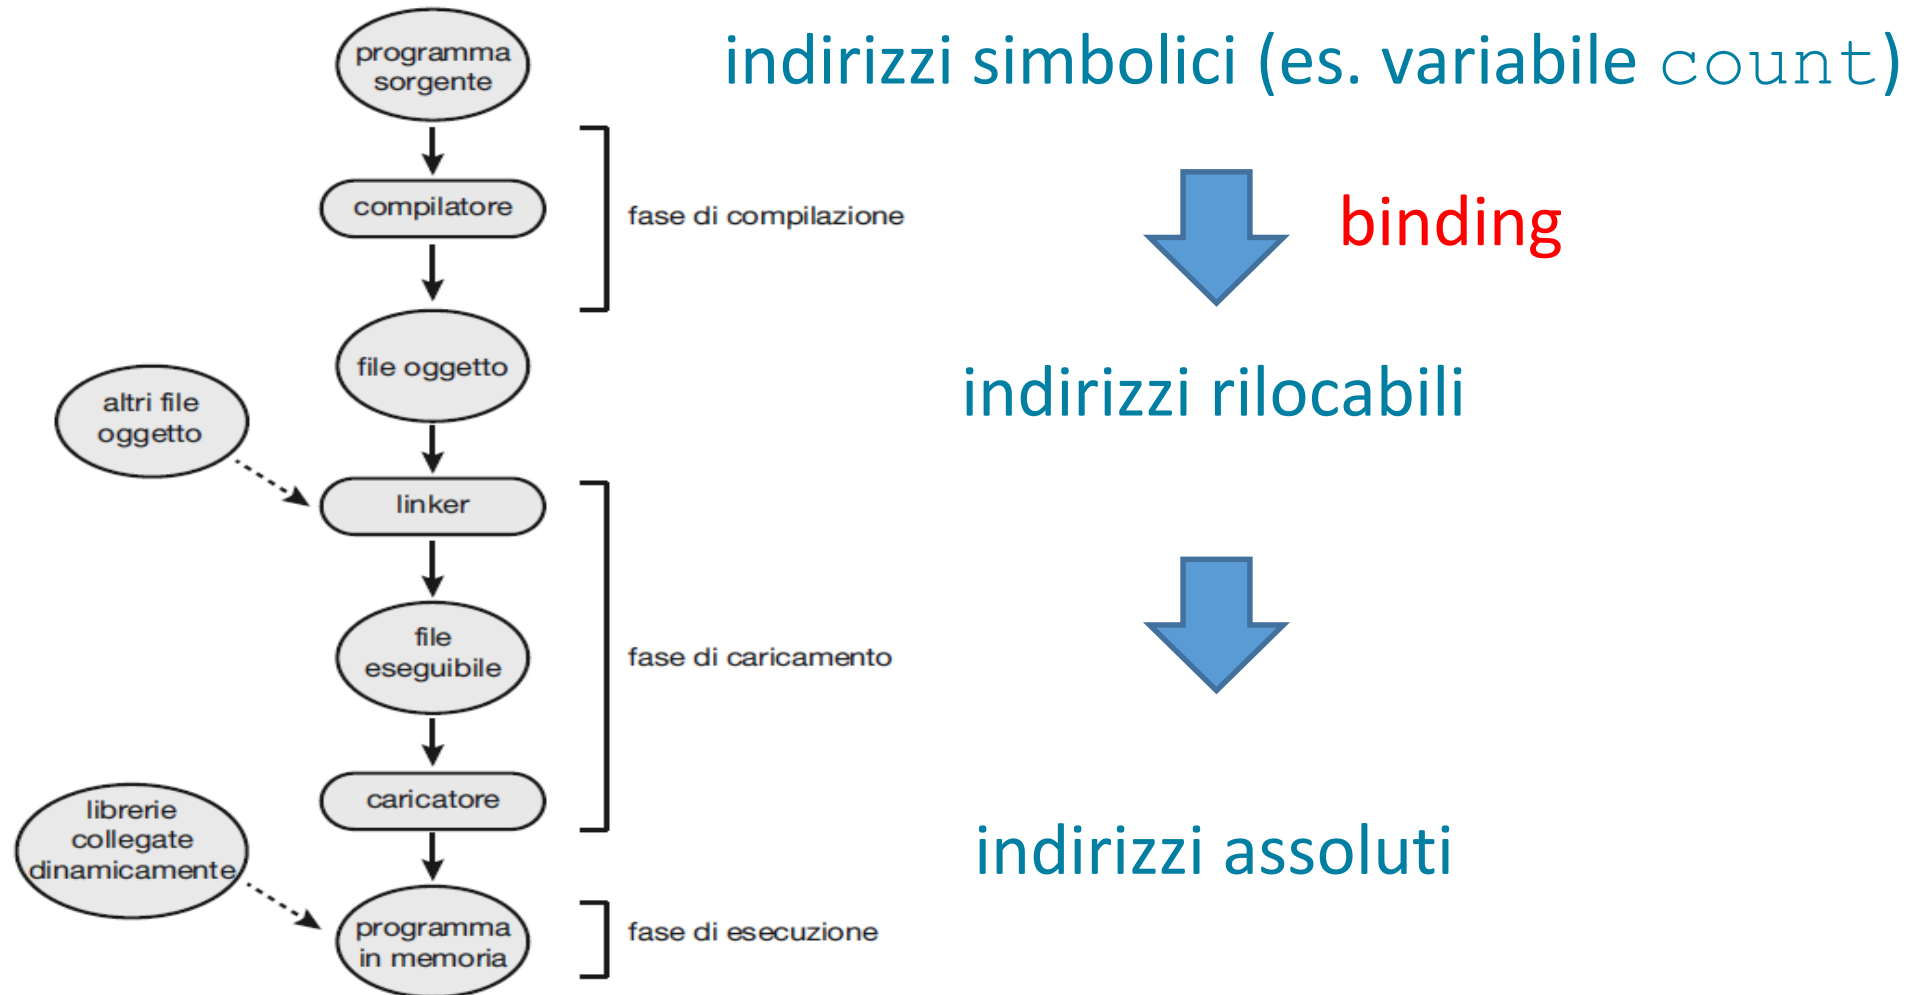 programma
sorgente
indirizzi simbolici (es. variabile count)
compilatore
fase di compilazione
binding
file oggetto
indirizzi rilocabili
altri file
oggetto
linker
file
eseguibile
fase di caricamento
caricatore
librerie
collegate
dinamicamente
indirizzi assoluti
programma
in memoria
fase di esecuzione